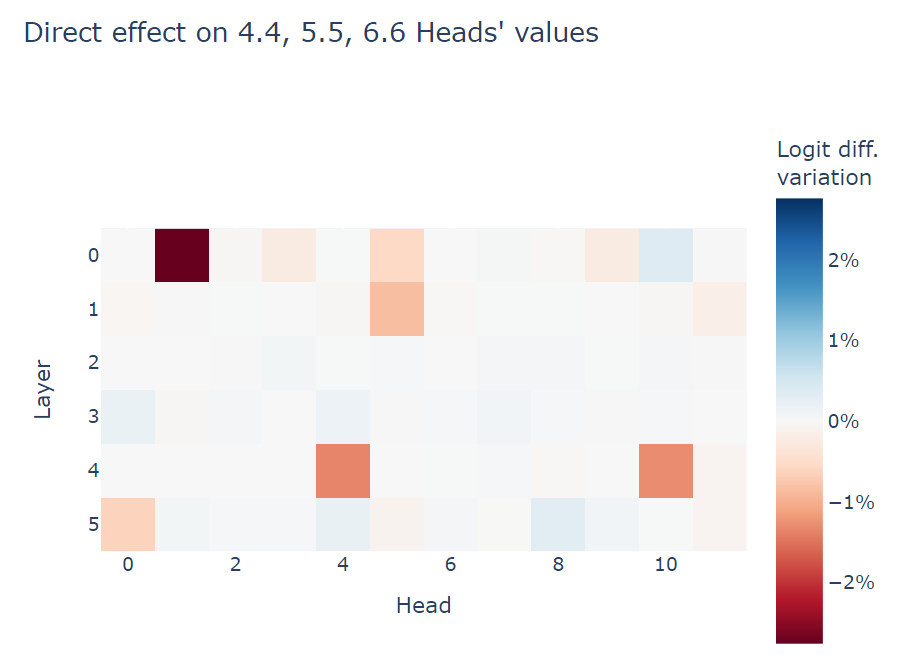 Direct effect on 4.4, 5.5, 6.6 Heads' values
Logit diff.
variation
2%
1%
0%
−1%
−2%
Layer
0
1
2
3
4
5
0 2 4 6 8 10
Head